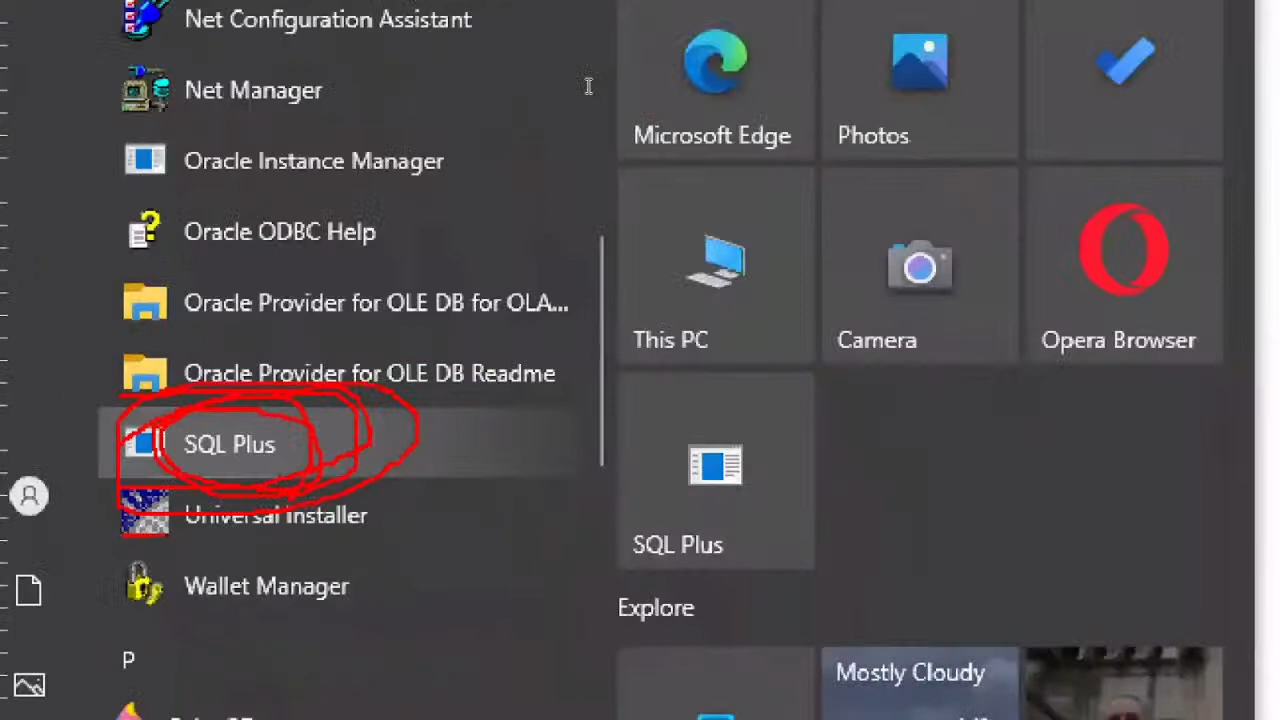 Net Configuration Assistant
Net Manager
Oracle Instance Manager
Oracle ODBC Help
Oracle Provider for OLE DB for OLA...
Oracle Provider for OLE DB Readme
SQL Plus
Universal Installer
Wallet Manager
P
Microsoft Edge
Photos
This PC
Camera
Opera Browser
SQL Plus
Explore
Mostly Cloudy